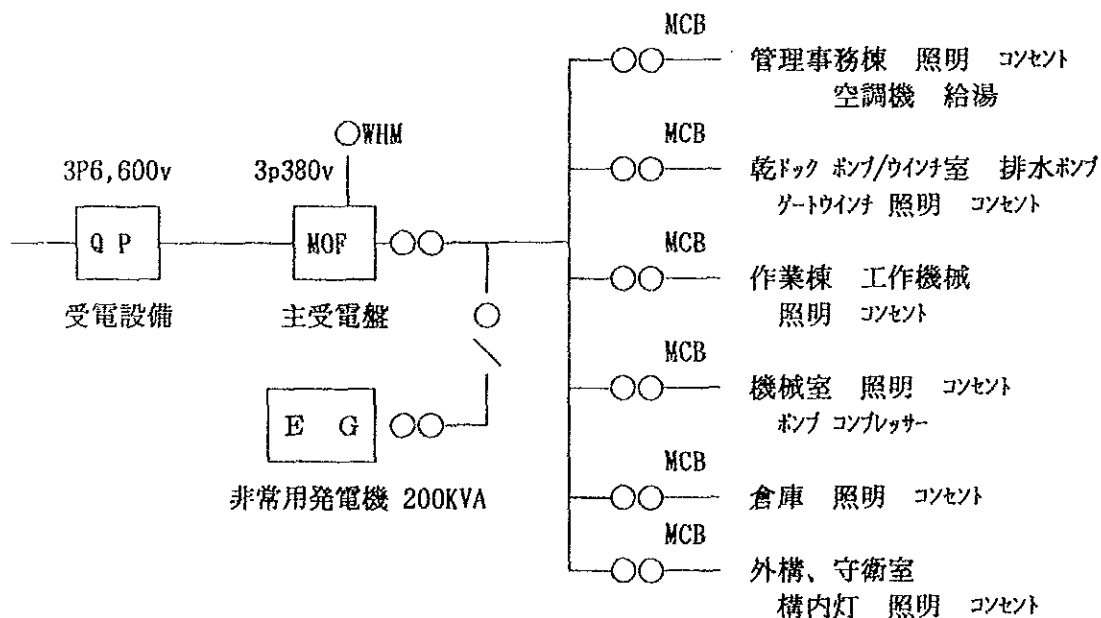 MCB
管理事務棟 照明 コンセント
空調機 給湯
WHM
MCB
3P6,600v
3p380v
乾ドック ポンプ/ウインチ室 排水ポンプ
ゲートウインチ 照明 コンセント
Q P
MOF
MCB
作業棟 工作機械
受電設備
主受電盤
照明 コンセント
MCB
機械室 照明 コンセント
ポンプ コンプレッサー
E G
MCB
非常用発電機 200KVA
倉庫 照明 コンセント
MCB
外構、守衛室
構内灯 照明 コンセント